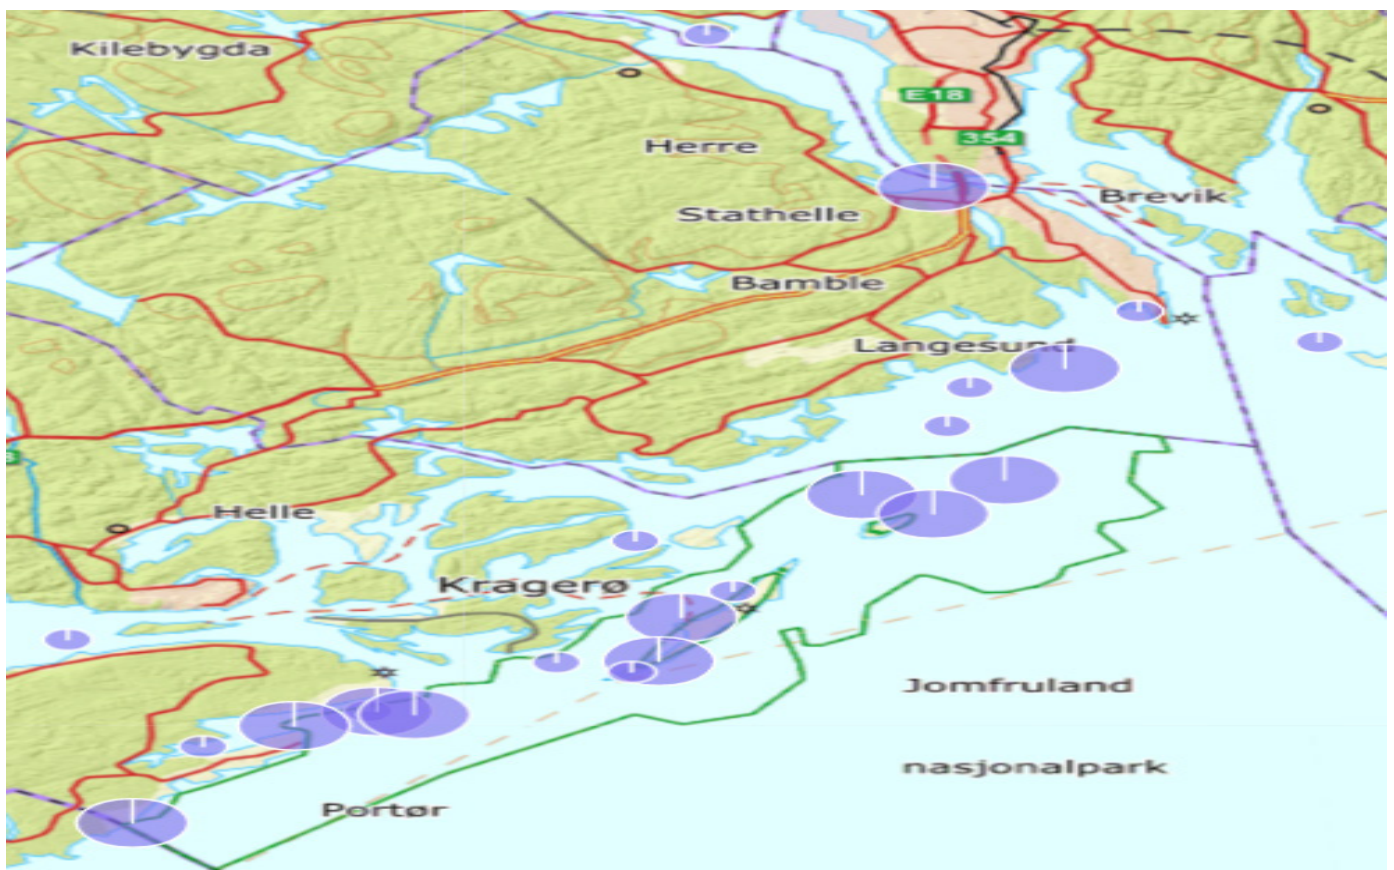 Kilebygda
E18
354
Herre
Brevik
Stathelle
Bamble
Langesund
Helle
Kragerø
Jomfruland
nasjonalpark
Portør